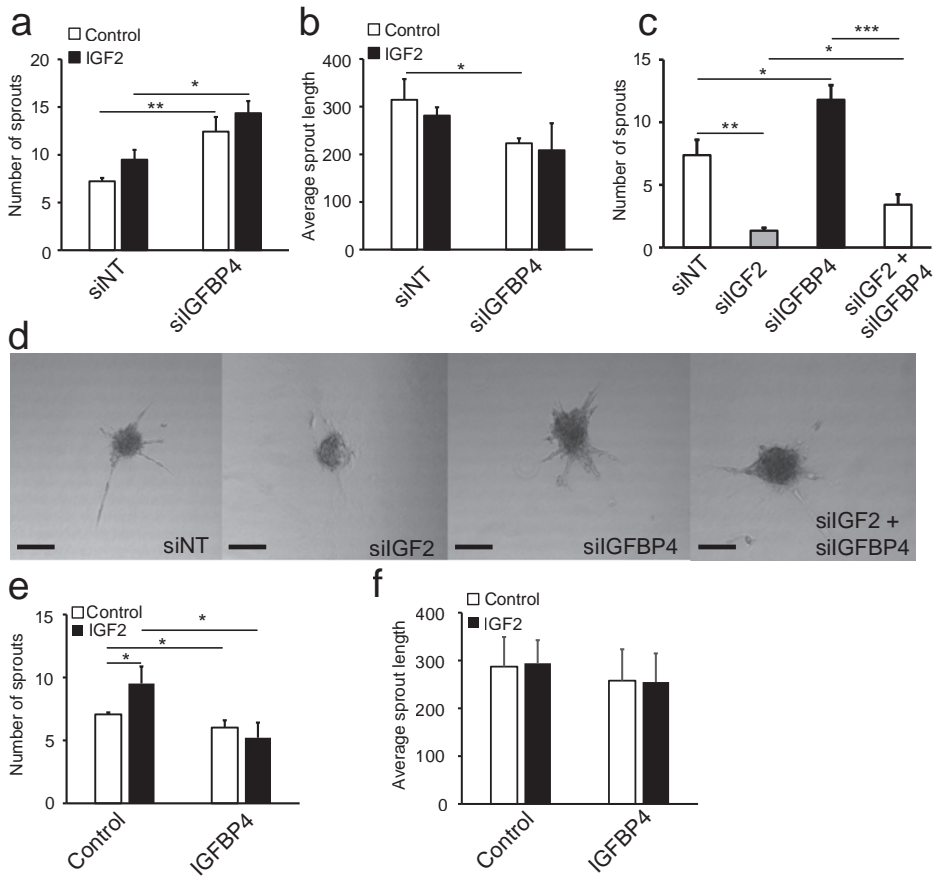 a
Control
IGF2
20
15
10
5
0
Number of sprouts
**
*
siNT
siIGFBP4
b
Control
IGF2
400
300
200
100
0
Average sprout length
*
siNT
siIGFBP4
c
***
*
*
**
15
10
5
0
Number of sprouts
siNT
siIGF2
siIGFBP4
siIGF2 +
siIGFBP4
d
siNT
siIGF2
siIGFBP4
siIGF2 +
siIGFBP4
e
Control
IGF2
15
10
5
0
Number of sprouts
*
*
*
Control
IGFBP4
f
Control
IGF2
400
300
200
100
0
Average sprout length
Control
IGFBP4